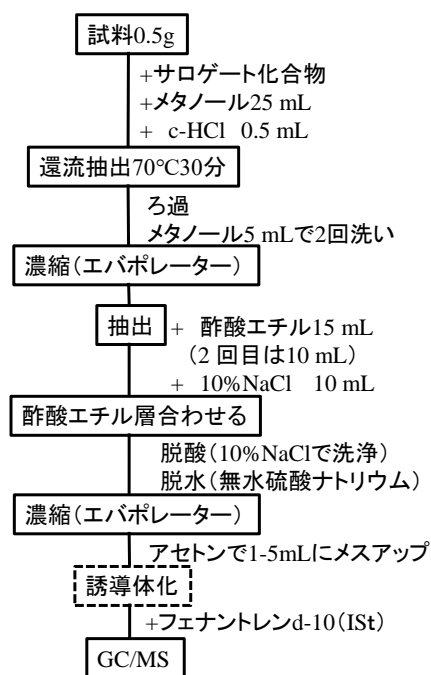 試料0.5g
+サロゲート化合物
+メタノール25 mL
+ c-HCl 0.5 mL
還流抽出70℃30分
ろ過
メタノール5 mLで2回洗い
濃縮(エバポレーター)
抽出 + 酢酸エチル15 mL
(2 回目は10 mL)
+ 10%NaCl 10 mL
酢酸エチル層合わせる
脱酸(10%NaClで洗浄)
脱水(無水硫酸ナトリウム)
濃縮(エバポレーター)
アセトンで1-5mLにメスアップ
誘導体化
+フェナントレンd-10(ISt)
GC/MS